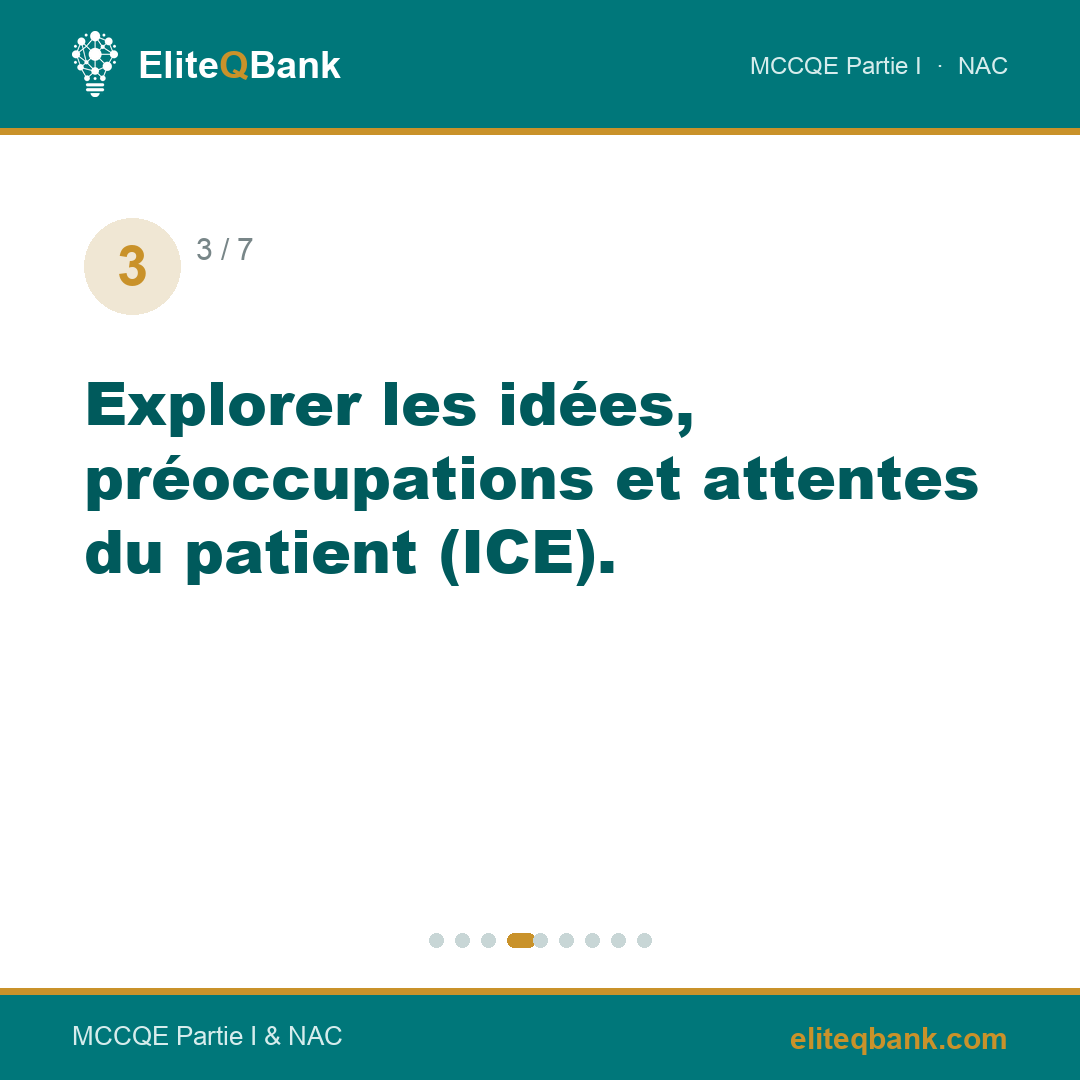 EliteQBank
MCCQE Partie I · NAC
3
3 / 7
Explorer les idées,
préoccupations et attentes
du patient (ICE).
MCCQE Partie I & NAC
eliteqbank.com